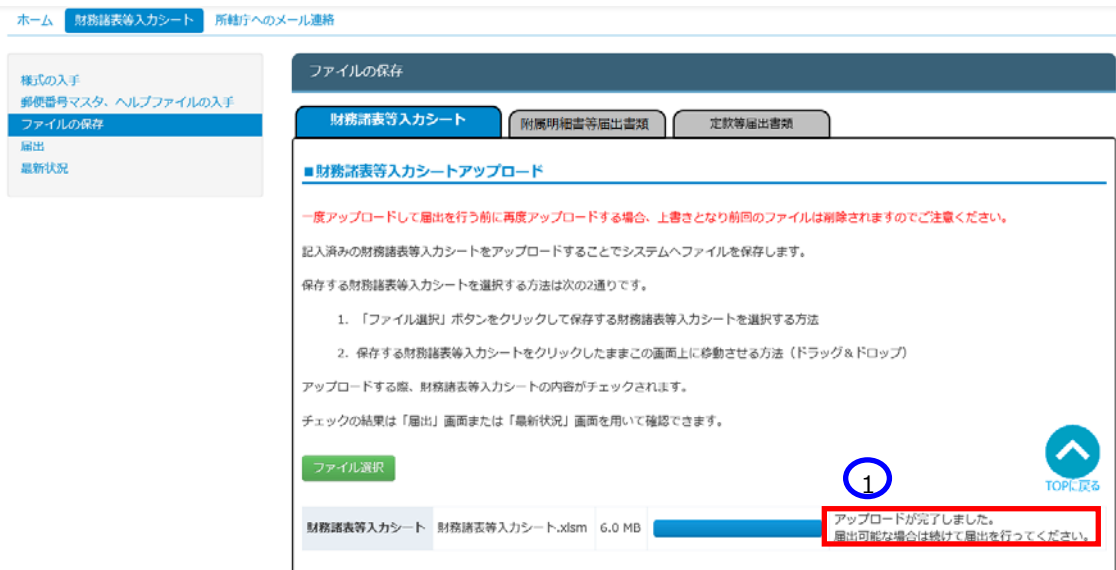 ホーム 財務諸表等入力シート 所轄庁へのメール連絡
様式の入手
郵便番号マスタ、ヘルプファイルの入手
ファイルの保存
届出
最新状況
ファイルの保存
財務諸表等入力シート 附属明細書等届出書類 定款等届出書類
■財務諸表等入力シートアップロード
一度アップロードして届出を行う前に再度アップロードする場合、上書きとなり前回のファイルは削除されますのでご注意ください。
記入済みの財務諸表等入力シートをアップロードすることでシステムへファイルを保存します。
保存する財務諸表等入力シートを選択する方法は次の2通りです。
1. 「ファイル選択」ボタンをクリックして保存する財務諸表等入力シートを選択する方法
2. 保存する財務諸表等入力シートをクリックしたままこの画面上に移動させる方法（ドラッグ＆ドロップ）
アップロードする際、財務諸表等入力シートの内容がチェックされます。
チェックの結果は「届出」画面または「最新状況」画面を用いて確認できます。
ファイル選択
TOPに戻る
1
財務諸表等入力シート 財務諸表等入力シート.xlsm 6.0 MB アップロードが完了しました。
届出可能な場合は続けて届出を行ってください。